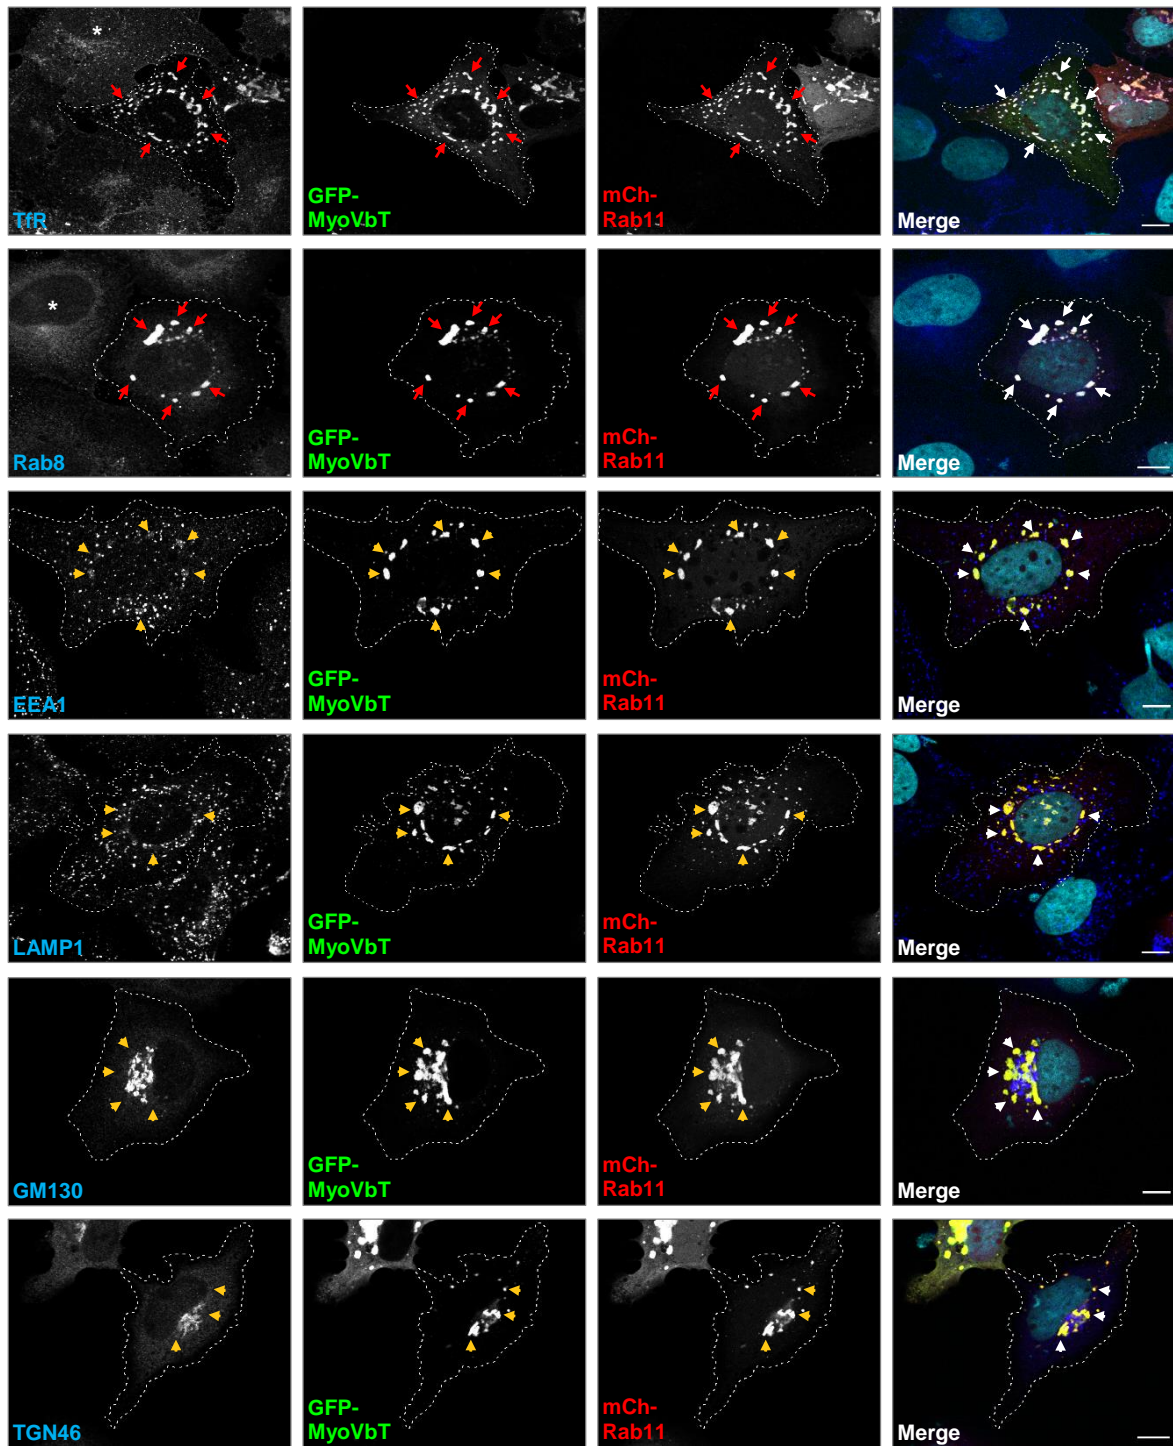 *
TfR
GFP-
MyoVbT
mCh-
Rab11
Merge
*
Rab8
GFP-
MyoVbT
mCh-
Rab11
Merge
EEA1
GFP-
MyoVbT
mCh-
Rab11
Merge
LAMP1
GFP-
MyoVbT
mCh-
Rab11
Merge
GM130
GFP-
MyoVbT
mCh-
Rab11
Merge
TGN46
GFP-
MyoVbT
mCh-
Rab11
Merge